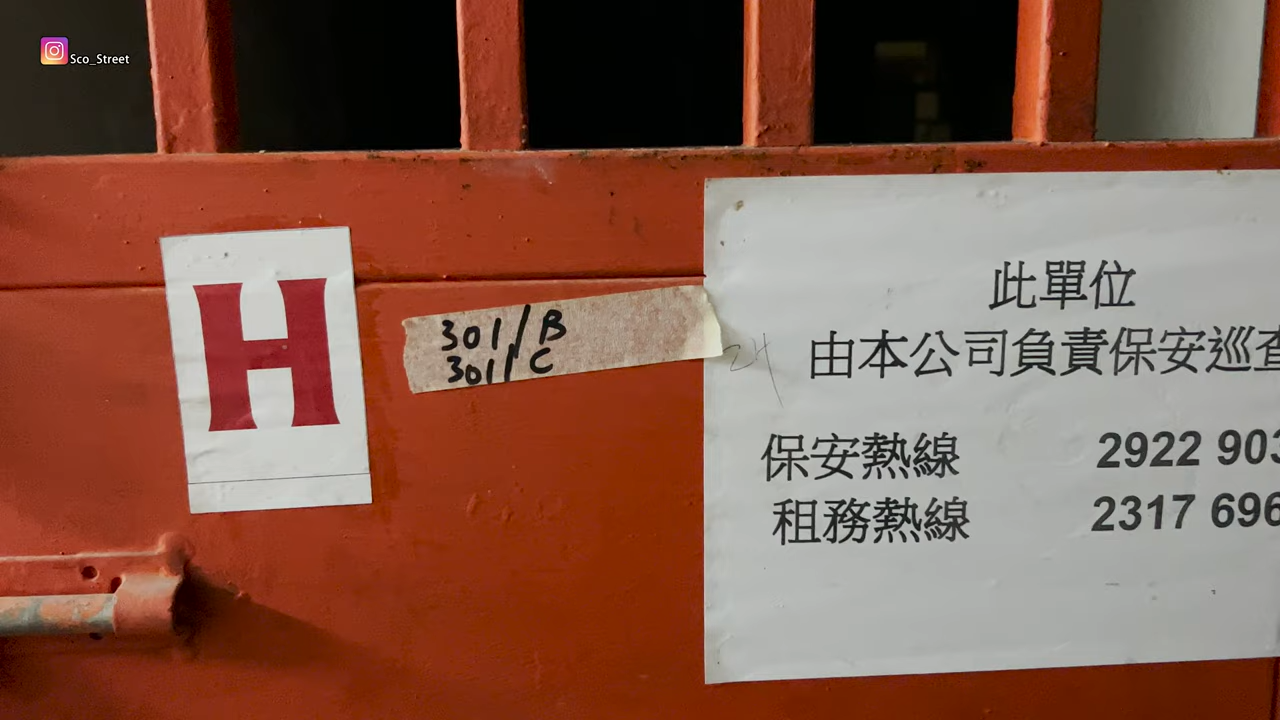 Sco_Street
H
301/B
301/C
24
此單位
由本公司負責保安巡查
保安熱線 2922 903
租務熱線 2317 696